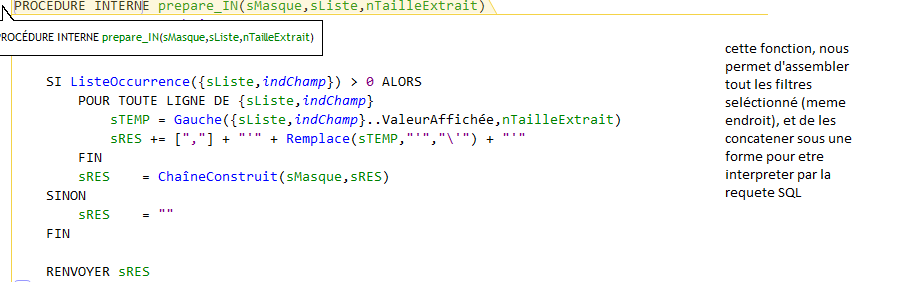 PROCEDURE INTERNE prepare_IN(sMasque,sListe,nTailleExtrait)
ROCÉDURE INTERNE prepare_IN(sMasque,sListe,nTailleExtrait)
SI ListeOccurrence({sListe,indChamp}) > 0 ALORS
POUR TOUTE LIGNE DE {sListe,indChamp}
sTEMP = Gauche({sListe,indChamp}..ValeurAffichée,nTailleExtrait)
sRES += [","] + "'" + Remplace(sTEMP,"'","\'") + "'"
FIN
sRES = ChaîneConstruit(sMasque,sRES)
SINON
sRES = ""
FIN
RENVOYER sRES
cette fonction, nous
permet d'assembler
tout les filtres
seléctionné (meme
endroit), et de les
concatener sous une
forme pour etre
interpreter par la
requete SQL